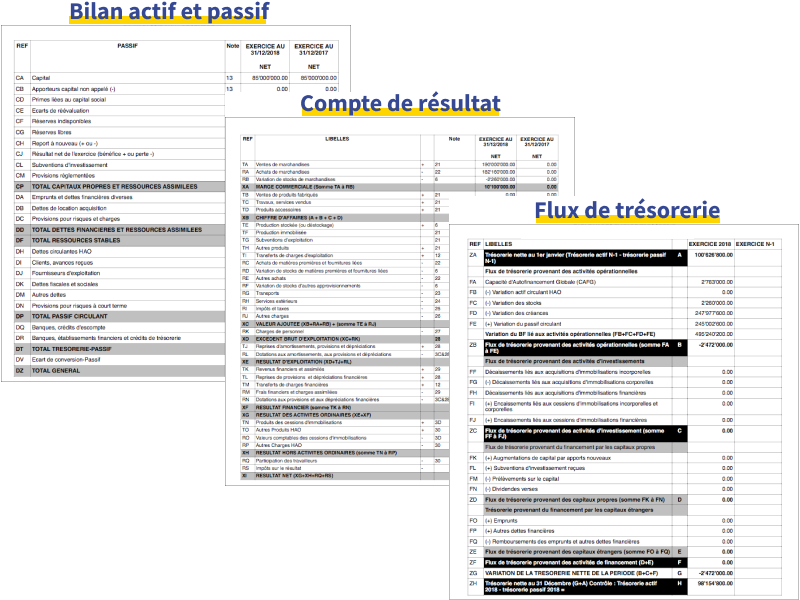 Bilan actif et passif
REF PASSIF Note EXERCICE AU 31/12/2018 EXERCICE AU 31/12/2017
NET NET
CA Capital 13 85'000'000.00 85'000'000.00
CB Apporteurs capital non appelé (-) 13 0.00 0.00
CD Primes liées au capital social
CE Ecarts de réévaluation
CF Réserves indisponibles
CG Réserves libres
CH Report à nouveau (+ ou -)
CJ Résultat net de l'exercice (bénéfice + ou perte -)
CL Subventions d'investissement
CM Provisions réglementées
CP TOTAL CAPITAUX PROPRES ET RESSOURCES ASSIMILEES
DA Emprunts et dettes financières diverses
DB Dettes de location acquisition
DC Provisions pour risques et charges
DD TOTAL DETTES FINANCIERES ET RESSOURCES ASSIMILEES
DF TOTAL RESSOURCES STABLES
DH Dettes circulantes HAO
DI Clients, avances reçues
DJ Fournisseurs d'exploitation
DK Dettes fiscales et sociales
DM Autres dettes
DN Provisions pour risques à court terme
DP TOTAL PASSIF CIRCULANT
DQ Banques, crédits d'escompte
DR Banques, établissements financiers et crédits de trésorerie
DT TRESORERIE-PASSIF
DV Ecart de conversion-Passif
DZ TOTAL GENERAL
Compte de résultat
REF LIBELLES Note EXERCICE AU 31/12/2018 EXERCICE AU 31/12/2017
NET NET
TA Ventes de marchandises + 21 0.00
RA Achats de marchandises - 22 0.00
RB Variation de stocks de marchandises - 6 0.00
XA MARGE COMMERCIALE (Somme TA à RB) 0.00
TB Ventes de produits fabriqués + 21
TC Travaux, services vendus + 21
TD Produits accessoires + 21
XB CHIFFRE D'AFFAIRES (A + B + C + D)
TE Production stockée (ou déstockage) + 6
TF Production immobilisée 21
TG Subventions d'exploitation 21
TH Autres produits + 21
TI Transferts de charges d'exploitation + 12
RC Achats de matières premières et fournitures liées - 22
RD Variation de stocks de matières premières et fournitures liées - 6
RE Autres achats - 22
RF Variation de stocks d'autres approvisionnements - 6
RG Transports - 23
RH Services extérieurs - 24
RI Impôts et taxes - 25
RJ Autres charges - 26
XC VALEUR AJOUTEE (XB+RA+RB) + (somme TE à RJ)
RK Charges de personnel - 27
XD EXCEDENT BRUT D'EXPLOITATION (XC+RK) 28
TJ Reprises d'amortissements, provisions et dépréciations + 28
RL Dotations aux amortissements, aux provisions et dépréciations - 3C&28
XE RESULTAT D'EXPLOITATION (XD+TJ+RL)
TK Revenus financiers et assimilés + 29
TL Reprises de provisions et dépréciations financières + 28
TM Transferts de charges financières + 12
RM Frais financiers et charges assimilées - 29
RN Dotations aux provisions et aux dépréciations financières - 3C&28
XF RESULTAT FINANCIER (somme TK à RN)
XG RESULTAT DES ACTIVITES ORDINAIRES (XE+XF)
TN Produits des cessions d'immobilisations + 3D
TO Autres Produits HAO + 30
RO Valeurs comptables des cessions d'immobilisations - 3D
RP Autres Charges HAO - 30
XH RESULTAT HORS ACTIVITES ORDINAIRES (somme TN à RP)
RQ Participation des travailleurs - 30
RS Impôts sur le résultat -
XI RESULTAT NET (XG+XH+RQ+RS)
Flux de trésorerie
REF LIBELLES EXERCICE 2018 EXERCICE N-1
ZA Trésorerie nette au 1er janvier (Trésorerie actif N-1 - trésorerie passif N-1) A 100'626'800.00
Flux de trésorerie provenant des activités opérationnelles
FA Capacité d'Autofinancement Globale (CAFG) 2'763'000.00
FB (-) Variation actif circulant HAO 0.00
FC (-) Variation des stocks 2'260'000.00
FD (-) Variation des créances 247'977'600.00
FE (+) Variation du passif circulant 245'002'600.00
Variation du BF lié aux activités opérationnelles (FB+FC+FD+FE) 495'240'200.00
ZB Flux de trésorerie provenant des activités opérationnelles (somme FA à FE) B -2'472'000.00
Flux de trésorerie provenant des activités d'investissements
FF Décaissements liés aux acquisitions d'immobilisations incorporelles 0.00
FG (-) Décaissements liés aux acquisitions d'immobilisations corporelles 0.00
FH Décaissements liés aux acquisitions d'immobilisations financières 0.00
FI (+) Encaissements liés aux cessions d'immobilisations incorporelles et corporelles 0.00
FJ (+) Encaissements liés aux cessions d'immobilisations financières 0.00
ZC Flux de trésorerie provenant des activités d'investissement (somme FF à FJ) C 0.00
Flux de trésorerie provenant du financement par les capitaux propres
FK (+) Augmentations de capital par apports nouveaux 0.00
FL (+) Subventions d'investissement reçues 0.00
FM (-) Prélèvements sur le capital 0.00
FN (-) Dividendes verses 0.00
ZD Flux de trésorerie provenant des capitaux propres (somme FK à FN) D 0.00
Trésorerie provenant du financement par les capitaux étrangers
FO (+) Emprunts 0.00
FP (+) Autres dettes financières 0.00
FQ (-) Remboursements des emprunts et autres dettes financières 0.00
ZE Flux de trésorerie provenant des capitaux étrangers (somme FO à FQ) E 0.00
ZF Flux de trésorerie provenant des activités de financement (D+E) F 0.00
ZG VARIATION DE LA TRESORERIE NETTE DE LA PERIODE (B+C+F) G -2'472'000.00
ZH Trésorerie nette au 31 Décembre (G+A) Contrôle : Trésorerie actif 2018 - trésorerie passif 2018 = H 98'154'800.00